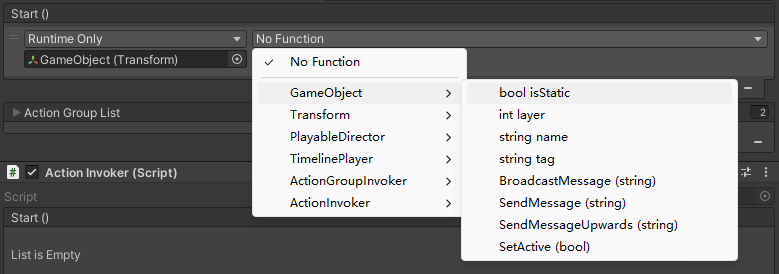 Start ()
Runtime Only
No Function
GameObject (Transform)
No Function
GameObject
bool isStatic
Transform
int layer
Action Group List
2
PlayableDirector
string name
TimelinePlayer
string tag
Action Invoker (Script)
ActionGroupInvoker
BroadcastMessage (string)
Script
ActionInvoker
SendMessage (string)
Start ()
SendMessageUpwards (string)
SetActive (bool)
List is Empty